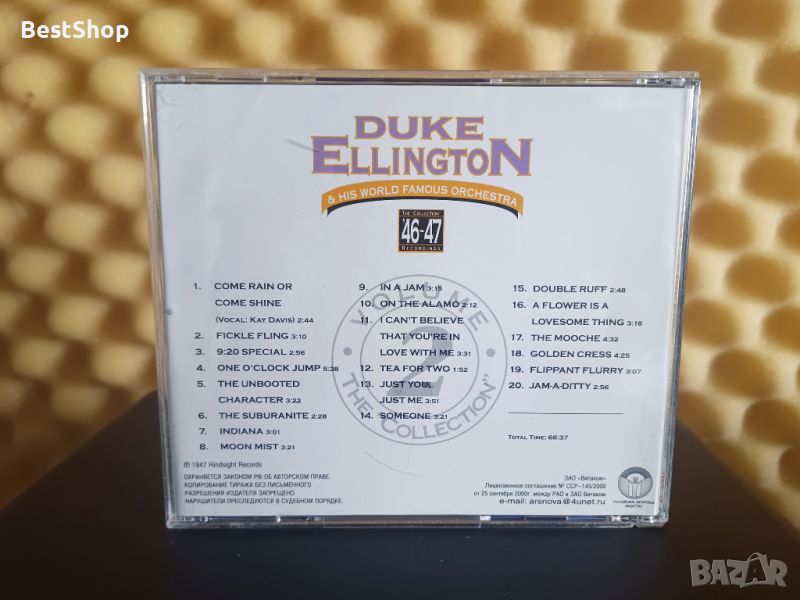 BestShop
DUKE
ELLINGTON
& HIS WORLD FAMOUS ORCHESTRA
THE COLLECTION
'46-47
RECORDINGS
1. COME RAIN OR
COME SHINE
(VOCAL: KAY DAVIS) 2:44
2. FICKLE FLING 3:10
3. 9:20 SPECIAL 2:56
4. ONE O'CLOCK JUMP 5:38
5. THE UNBOOTED
CHARACTER 3:22
6. THE SUBURBANITE 2:28
7. INDIANA 3:01
8. MOON MIST 3:21
9. IN A JAM 3:15
10. ON THE ALAMO 2:12
11. I CAN'T BELIEVE
THAT YOU'RE IN
LOVE WITH ME 3:31
12. TEA FOR TWO 1:52
13. JUST YOU,
JUST ME 3:51
14. SOMEONE 3:21
15. DOUBLE RUFF 2:48
16. A FLOWER IS A
LOVESOME THING 3:18
17. THE MOOCHE 4:32
18. GOLDEN CRESS 4:25
19. FLIPPANT FLURRY 3:07
20. JAM-A-DITTY 2:56
TOTAL TIME: 66:37
VOLUME
2
"THE COLLECTION"
℗ 1947 Hindsight Records
ОХРАНЯЕТСЯ ЗАКОНОМ РФ ОБ АВТОРСКОМ ПРАВЕ.
КОПИРОВАНИЕ ТИРАЖА БЕЗ ПИСЬМЕННОГО
РАЗРЕШЕНИЯ ИЗДАТЕЛЯ ЗАПРЕЩЕНО.
НАРУШИТЕЛИ ПРЕСЛЕДУЮТСЯ В СУДЕБНОМ ПОРЯДКЕ.
ЗАО «Витаком»
Лицензионное соглашение № ССР-145/2000
от 25 сентября 2000г. между РАО и ЗАО Витаком
e-mail: arsnova@4unet.ru
РОССИЙСКОЕ АВТОРСКОЕ
ОБЩЕСТВО
BAZAR